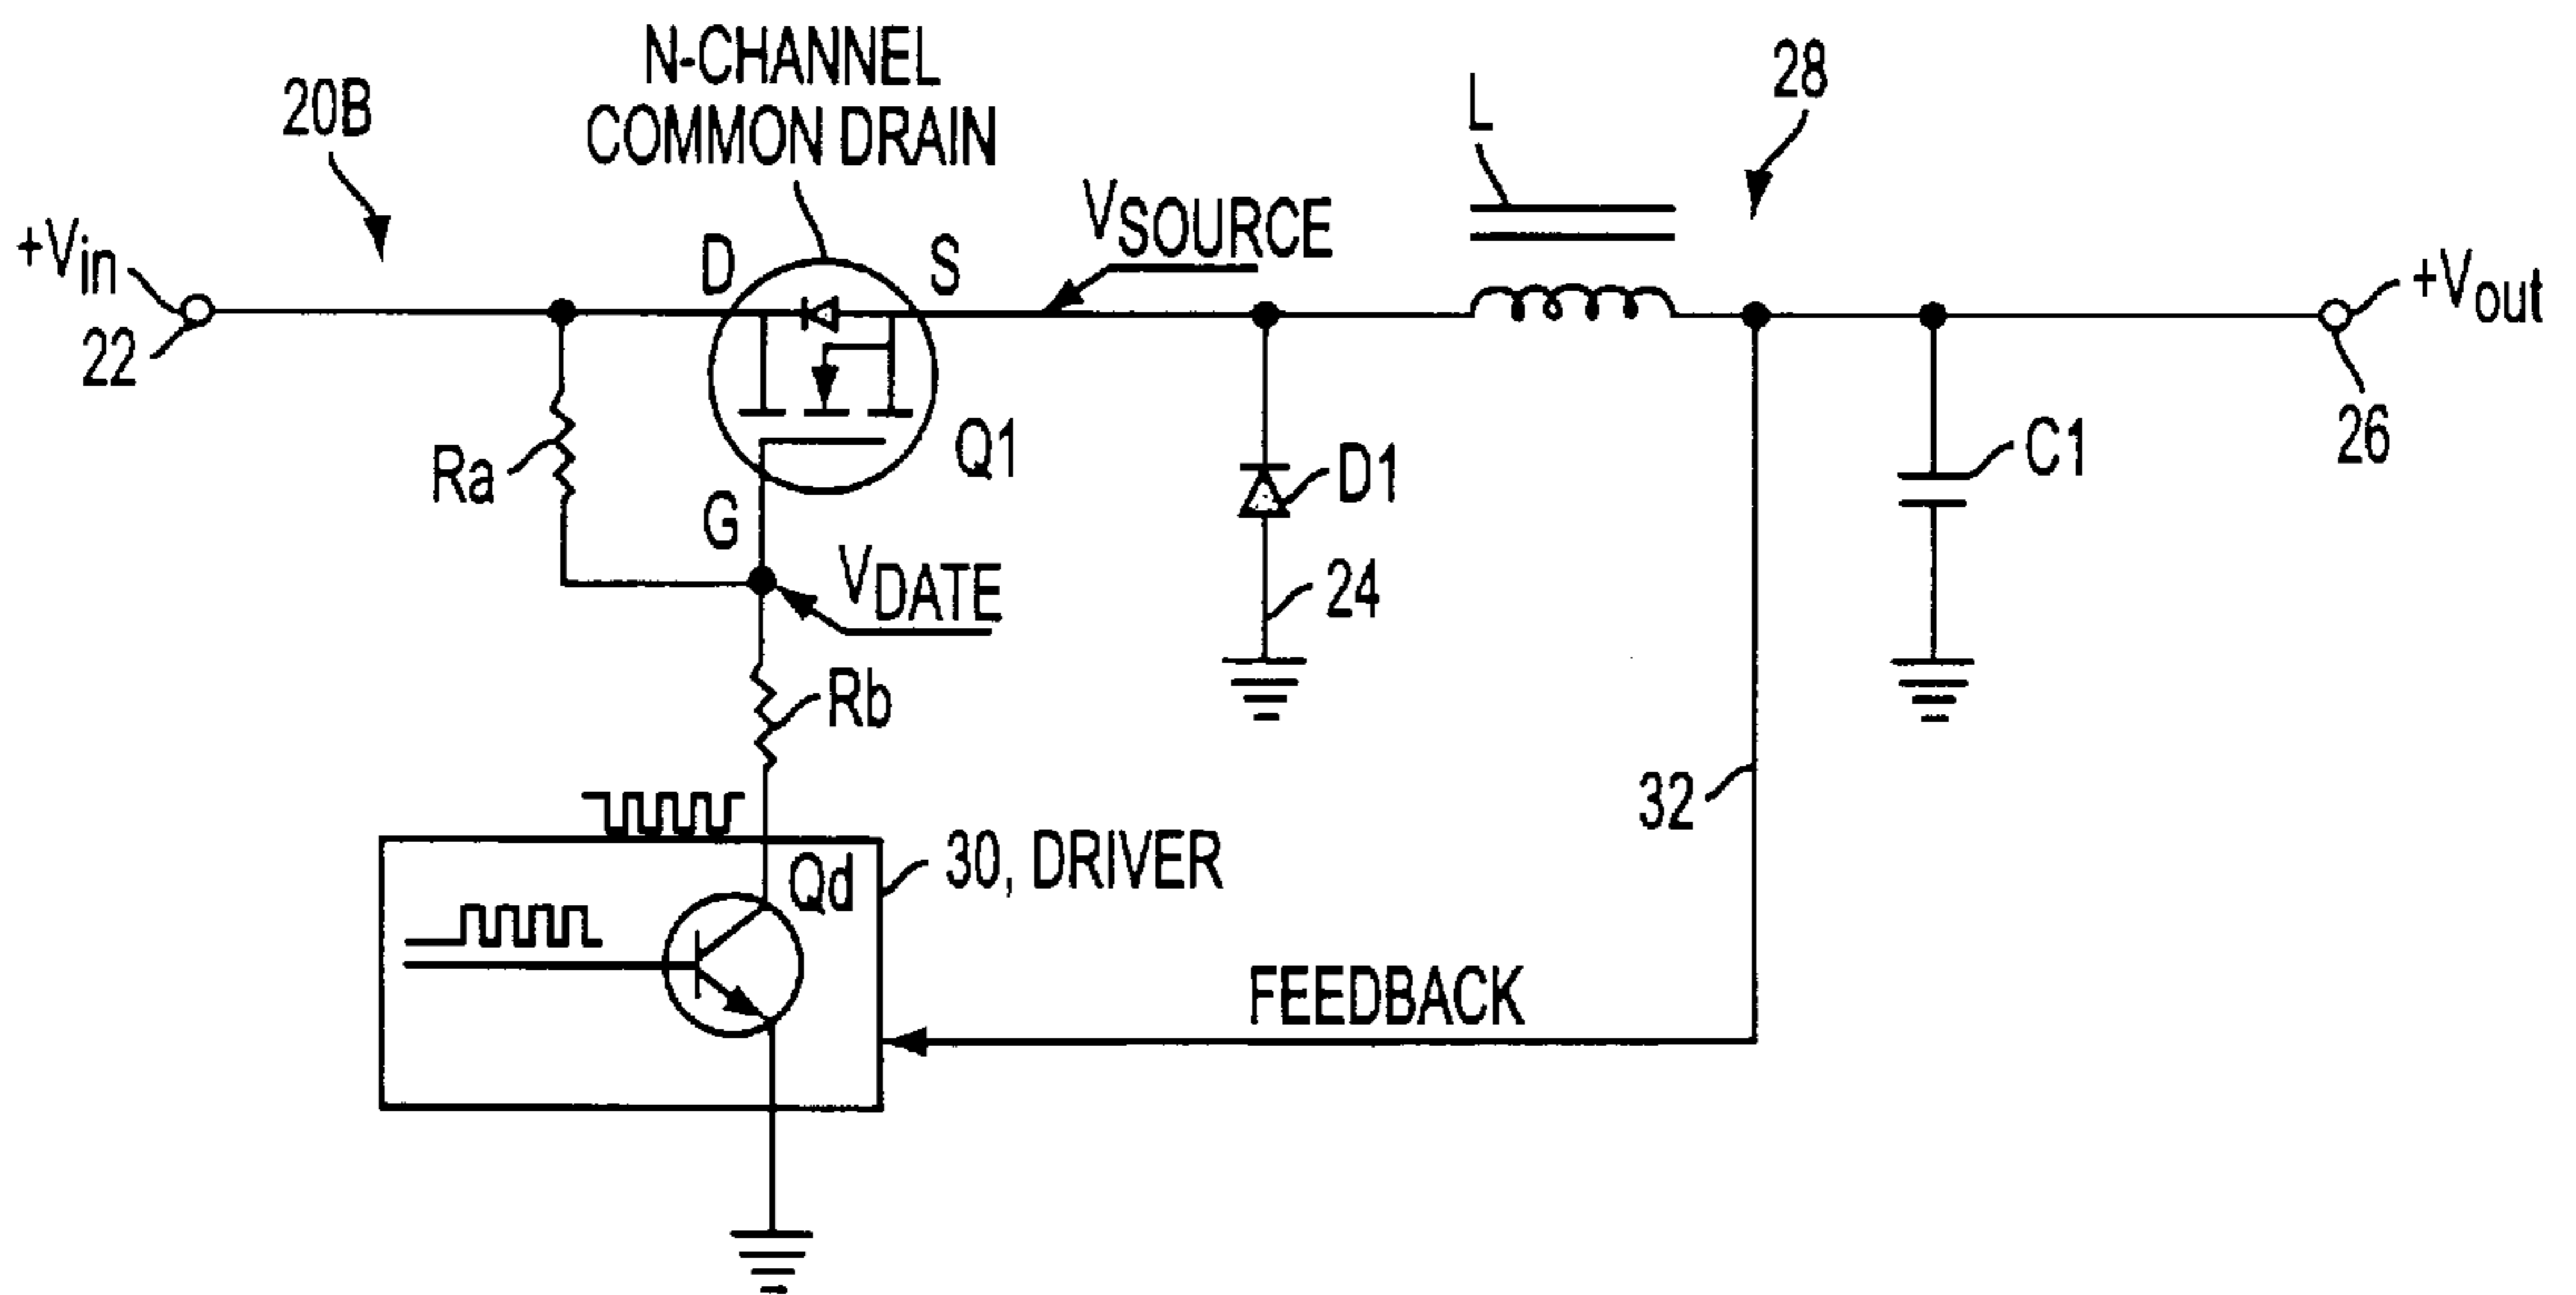 N-CHANNEL
COMMON DRAIN
20B
L
28
+Vin
22
D
S
VSOURCE
+Vout
26
Ra
Q1
G
D1
C1
VDATE
24
Rb
32
Qd
30, DRIVER
FEEDBACK